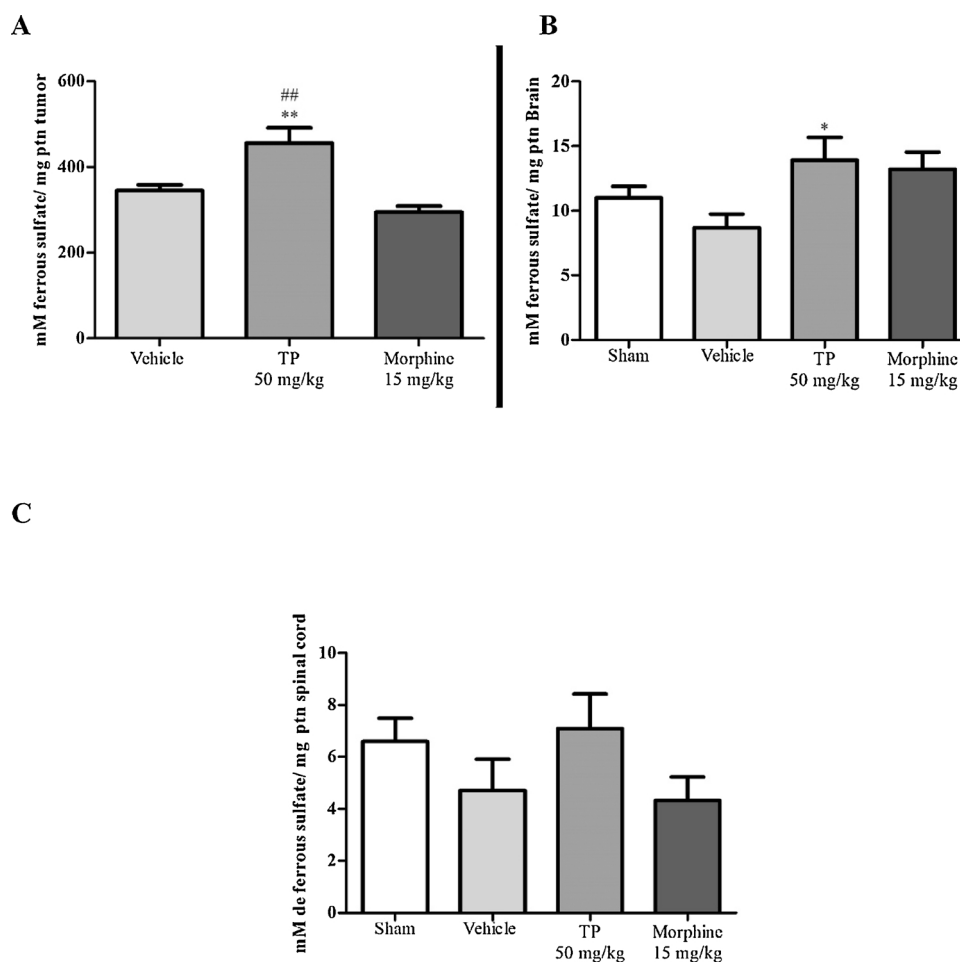 A
mM ferrous sulfate/ mg ptn tumor
600
400
200
0
##
**
Vehicle
TP
50 mg/kg
Morphine
15 mg/kg
B
mM ferrous sulfate/ mg ptn Brain
20
15
10
5
0
*
Sham
Vehicle
TP
50 mg/kg
Morphine
15 mg/kg
C
mM de ferrous sulfate/ mg ptn spinal cord
10
8
6
4
2
0
Sham
Vehicle
TP
50 mg/kg
Morphine
15 mg/kg